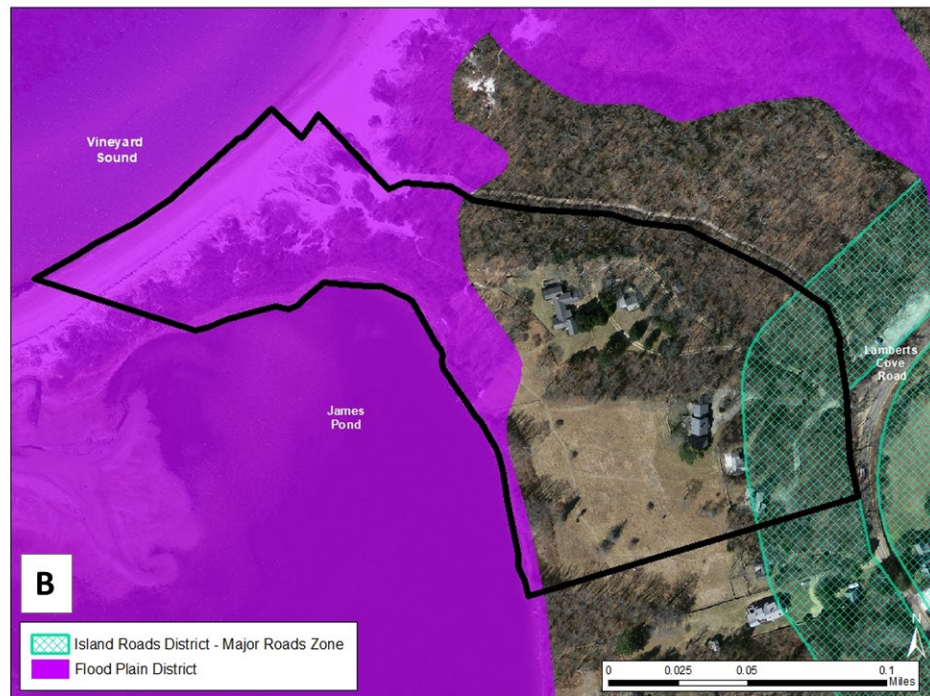 Vineyard
Sound
Lamberts
Cove
Road
James
Pond
B
Island Roads District - Major Roads Zone
Flood Plain District
N
0 0.025 0.05 0.1
Miles